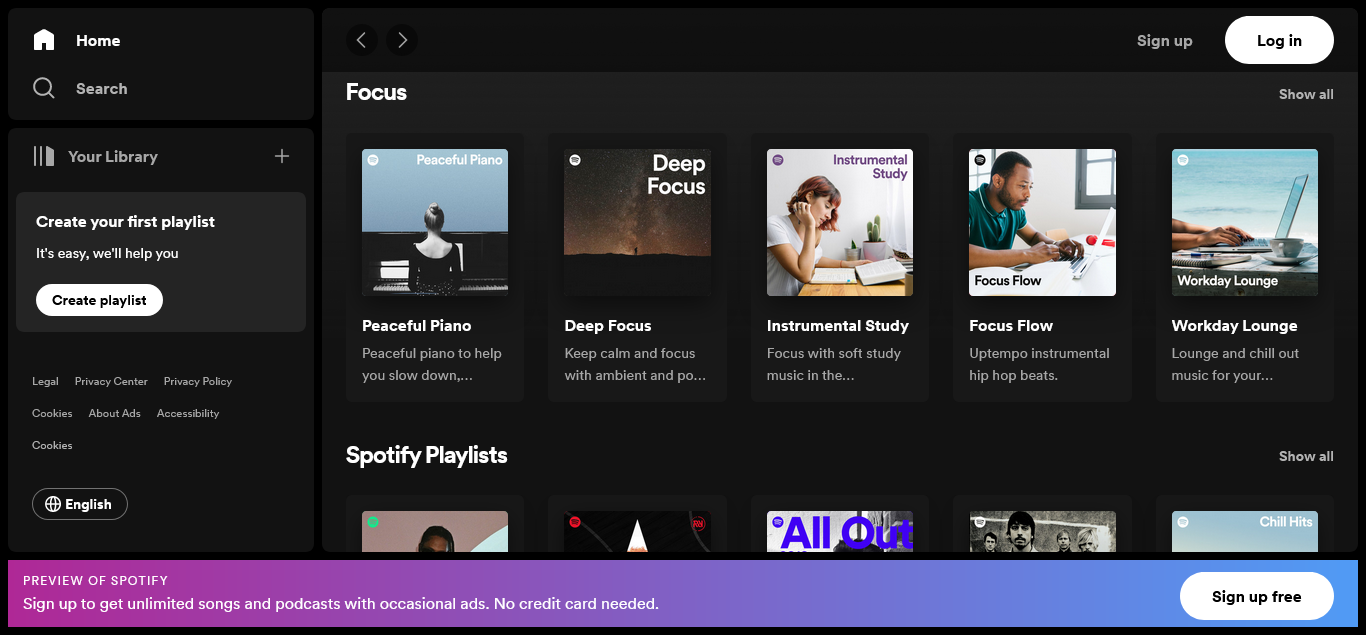 Home
Search
Your Library
Create your first playlist
It's easy, we'll help you
Create playlist
Legal Privacy Center Privacy Policy
Cookies About Ads Accessibility
Cookies
English
Sign up Log in
Focus Show all
Peaceful Piano
Deep
Focus
Instrumental
Study
Focus Flow
Workday Lounge
Peaceful Piano
Peaceful piano to help
you slow down,...
Deep Focus
Keep calm and focus
with ambient and po...
Instrumental Study
Focus with soft study
music in the...
Focus Flow
Uptempo instrumental
hip hop beats.
Workday Lounge
Lounge and chill out
music for your...
Spotify Playlists Show all
All Out
Chill Hits
PREVIEW OF SPOTIFY
Sign up to get unlimited songs and podcasts with occasional ads. No credit card needed.
Sign up free